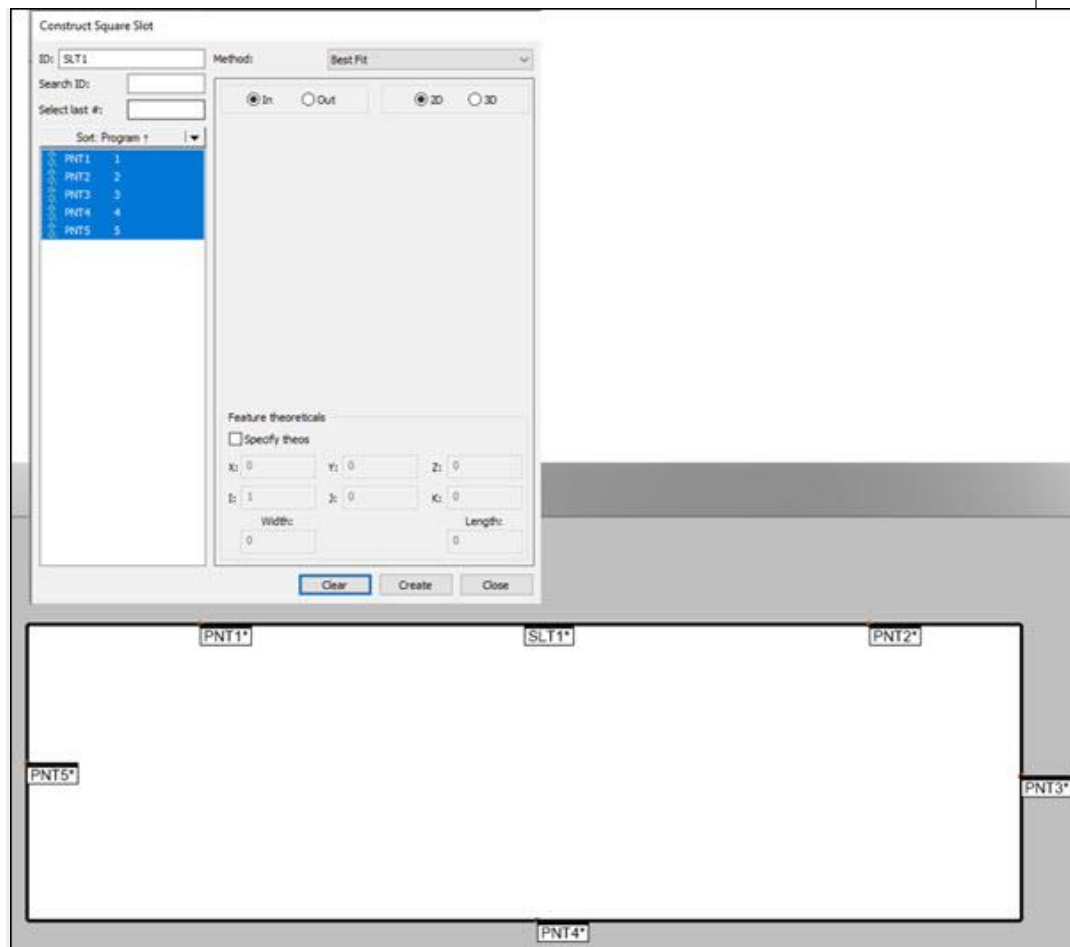 Construct Square Slot
ID: SLT1 Method: Best Fit
Search ID:
Select last #:
In Out 2D 3D
Sort: Program ↑
PNT1 1
PNT2 2
PNT3 3
PNT4 4
PNT5 5
Feature theoreticals
Specify theos
X: 0 Y: 0 Z: 0
I: 1 J: 0 K: 0
Width: Length:
0 0
Clear Create Close
PNT1* SLT1* PNT2*
PNT5* PNT3*
PNT4*